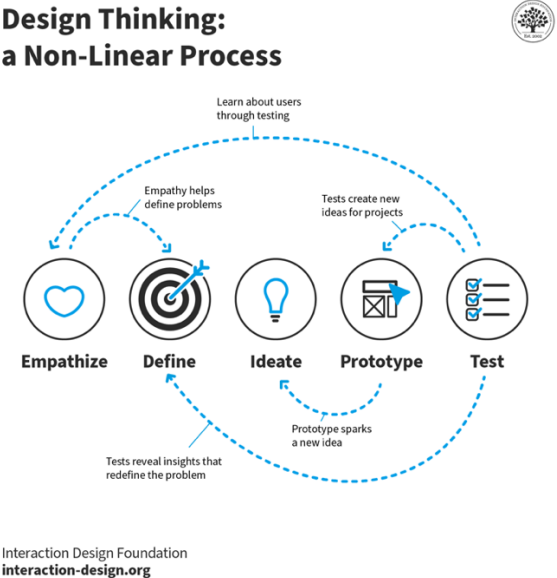 Design Thinking:
a Non-Linear Process
Learn about users
through testing
Empathy helps
define problems
Tests create new
ideas for projects
Empathize
Define
Ideate
Prototype
Test
Prototype sparks
a new idea
Tests reveal insights that
redefine the problem
Interaction Design Foundation
interaction-design.org